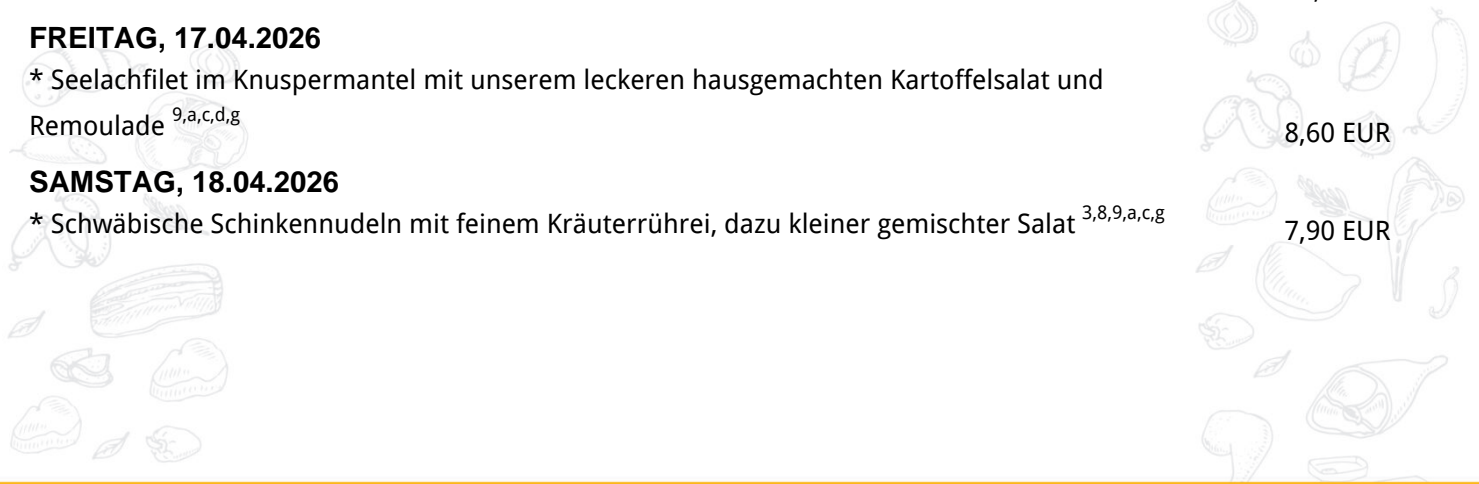 FREITAG, 17.04.2026
* Seelachfilet im Knuspermantel mit unserem leckeren hausgemachten Kartoffelsalat und
Remoulade 9,a,c,d,g
8,60 EUR
SAMSTAG, 18.04.2026
* Schwäbische Schinkennudeln mit feinem Kräuterrührei, dazu kleiner gemischter Salat 3,8,9,a,c,g
7,90 EUR